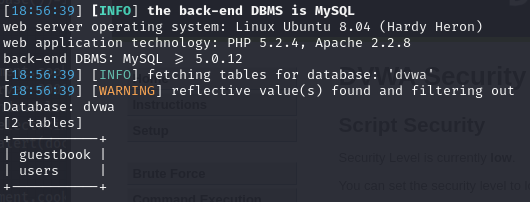 [18:56:39] [INFO] the back-end DBMS is MySQL
web server operating system: Linux Ubuntu 8.04 (Hardy Heron)
web application technology: PHP 5.2.4, Apache 2.2.8
back-end DBMS: MySQL ≥ 5.0.12
[18:56:39] [INFO] fetching tables for database: 'dvwa'
[18:56:39] [WARNING] reflective value(s) found and filtering out
Database: dvwa
[2 tables]
+-----------+
| guestbook |
| users     |
+-----------+
Instructions
Setup
Brute Force
Command Execution
Security
Script Security
Security Level is currently low
You can set the security level to